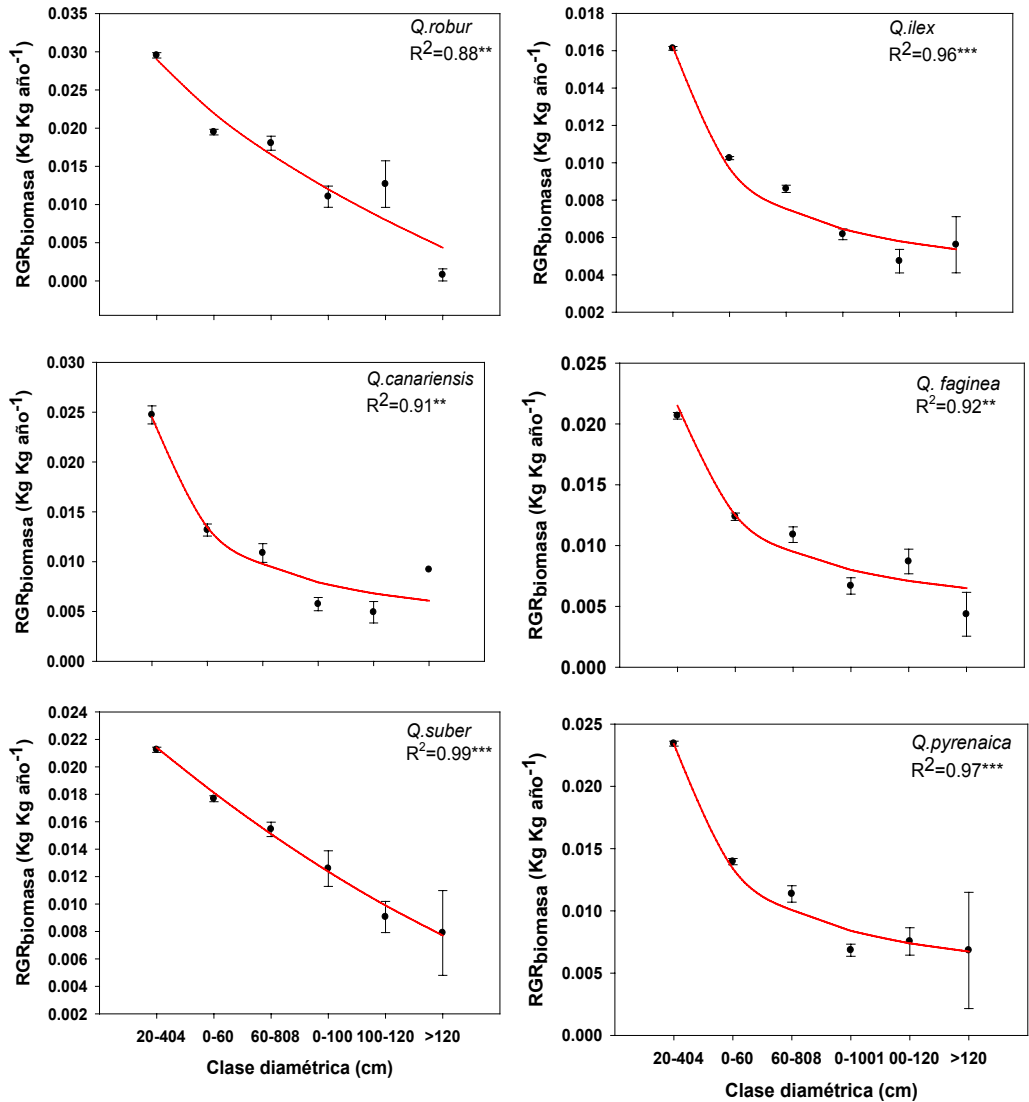 Q.robur
R²=0.88**
RGRbiomasa (Kg Kg año-1)
0.035
0.030
0.025
0.020
0.015
0.010
0.005
0.000
Q.ilex
R²=0.96***
RGRbiomasa (Kg Kg año-1)
0.016
0.014
0.012
0.010
0.008
0.006
0.004
0.002
Q.canariensis
R²=0.91**
RGRbiomasa (Kg Kg año-1)
0.030
0.025
0.020
0.015
0.010
0.005
0.000
Q. faginea
R²=0.92**
RGRbiomasa (Kg Kg año-1)
0.025
0.020
0.015
0.010
0.005
0.000
Q.suber
R²=0.99***
RGRbiomasa (Kg Kg año-1)
0.024
0.022
0.020
0.018
0.016
0.014
0.012
0.010
0.008
0.006
0.004
0.002
20-404 0-60 60-808 0-100 100-120 >120
Clase diamétrica (cm)
Q.pyrenaica
R²=0.97***
RGRbiomasa (Kg Kg año-1)
0.025
0.020
0.015
0.010
0.005
0.000
20-404 0-60 60-808 0-1001 00-120 >120
Clase diamétrica (cm)